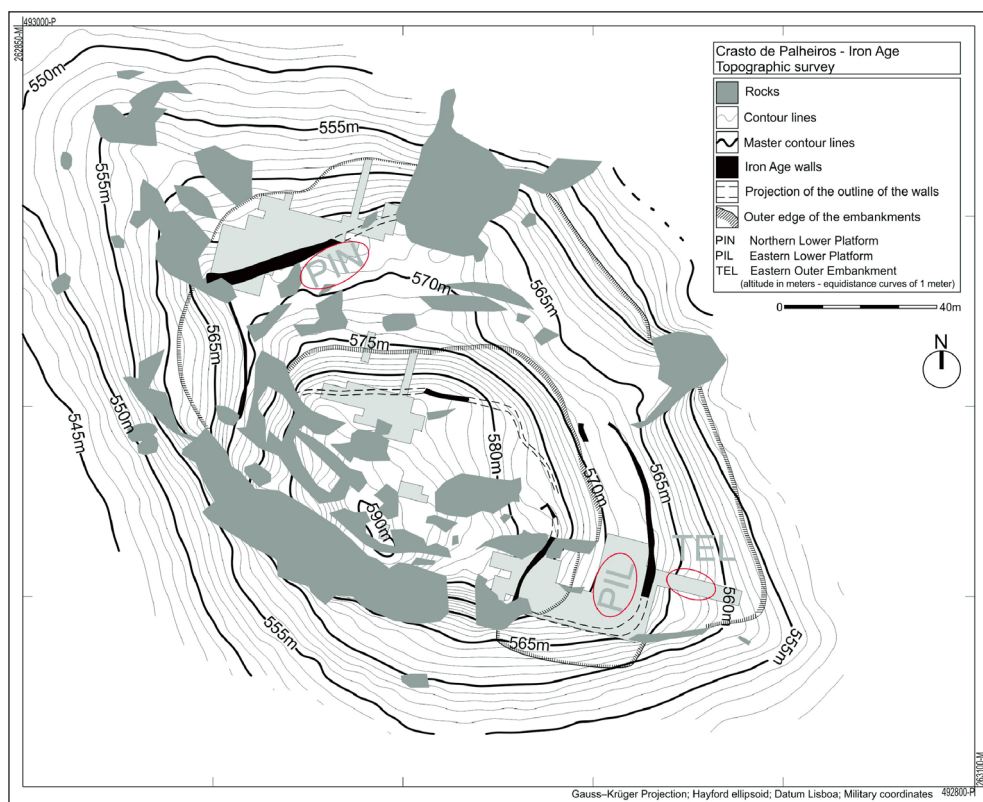 493000-P
262850-M
Crasto de Palheiros - Iron Age
Topographic survey
Rocks
Contour lines
Master contour lines
Iron Age walls
Projection of the outline of the walls
Outer edge of the embankments
PIN Northern Lower Platform
PIL Eastern Lower Platform
TEL Eastern Outer Embankment
(altitude in meters - equidistance curves of 1 meter)
0 40m
N
550m
555m
555m
PIN
570m
565m
565m
575m
550m
545m
580m
570m
565m
590m
TEL
PIL
560m
555m
565m
555m
263100-M
492800-P
Gauss–Krüger Projection; Hayford ellipsoid; Datum Lisboa; Military coordinates